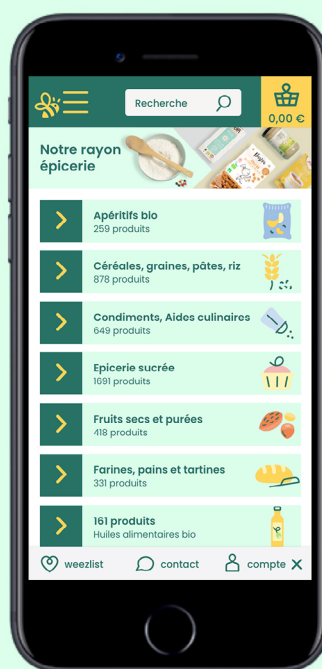 Recherche
0,00 €
Notre rayon
épicerie
Apéritifs bio
259 produits
Céréales, graines, pâtes, riz
878 produits
Condiments, Aides culinaires
649 produits
Epicerie sucrée
1691 produits
Fruits secs et purées
418 produits
Farines, pains et tartines
331 produits
161 produits
Huiles alimentaires bio
weezlist
contact
compte